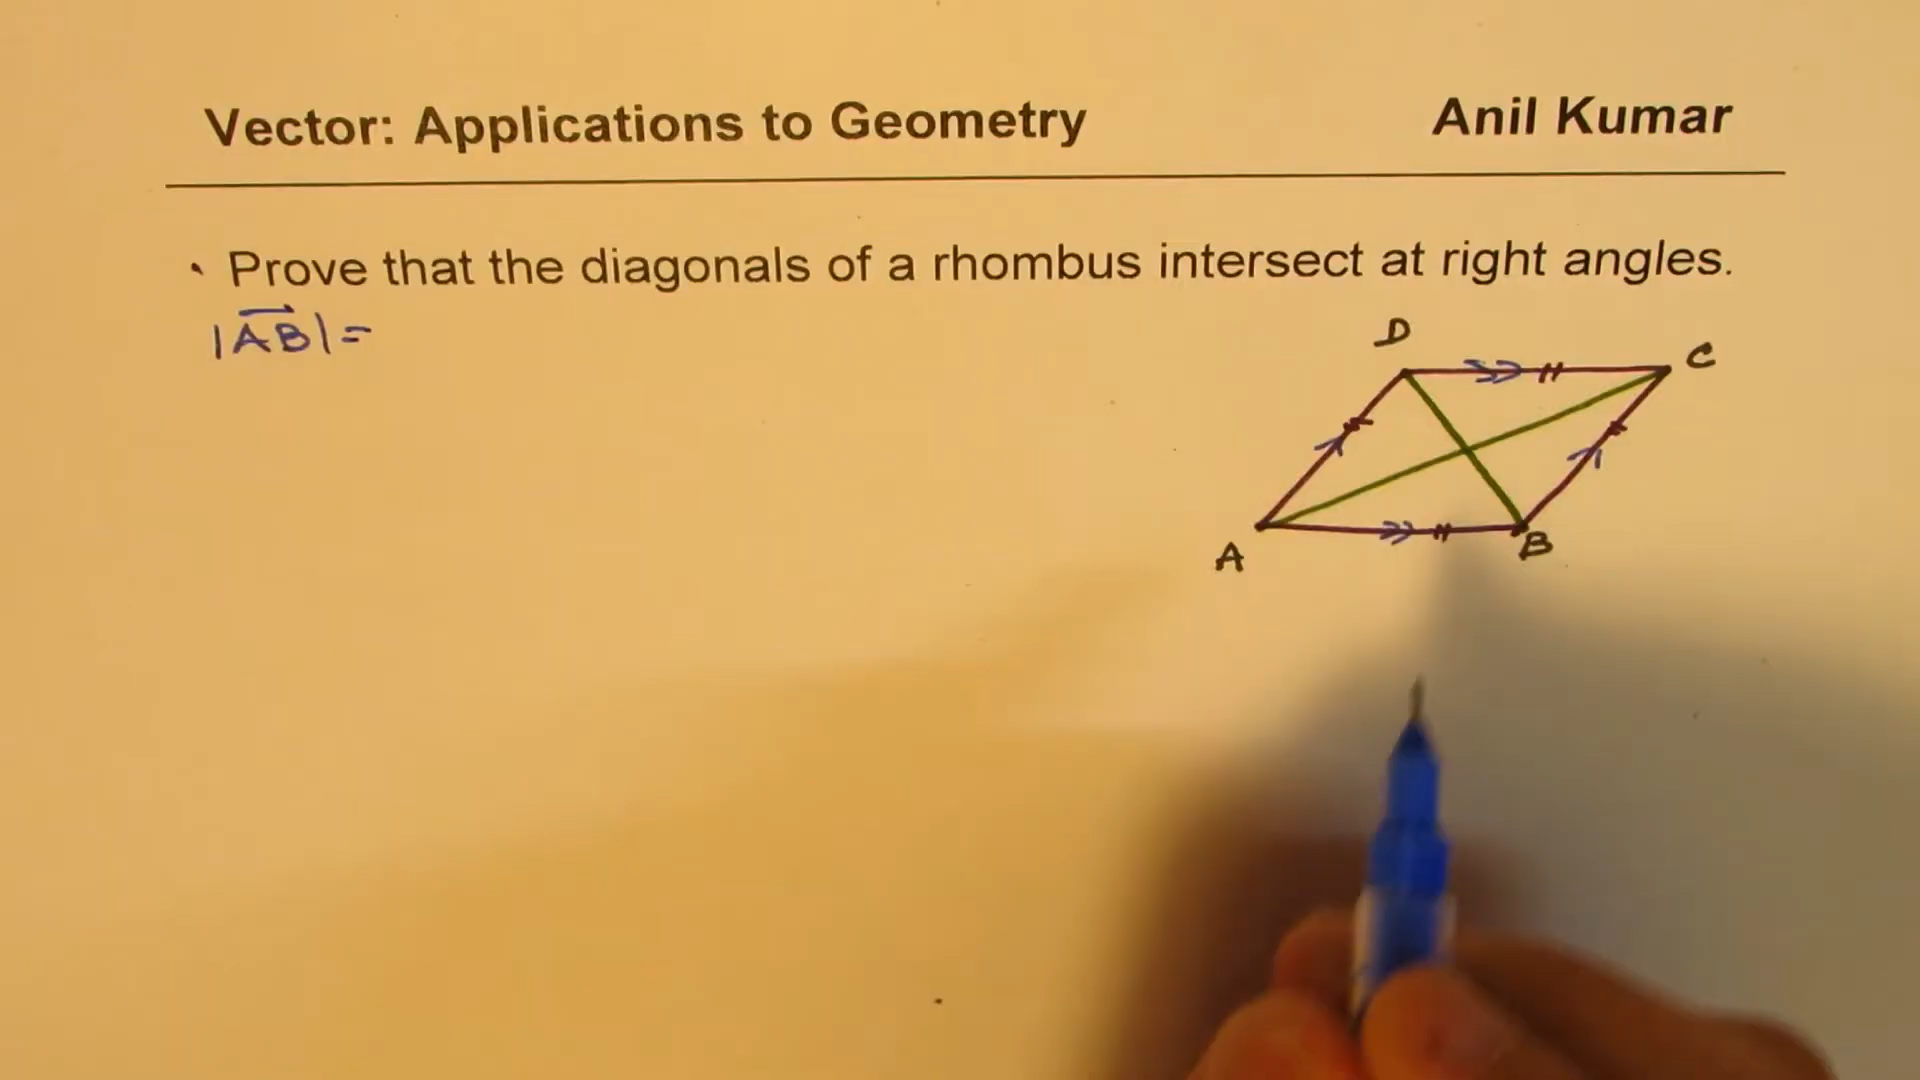 Vector: Applications to Geometry
Anil Kumar
· Prove that the diagonals of a rhombus intersect at right angles.
|AB| =
D
C
A
B